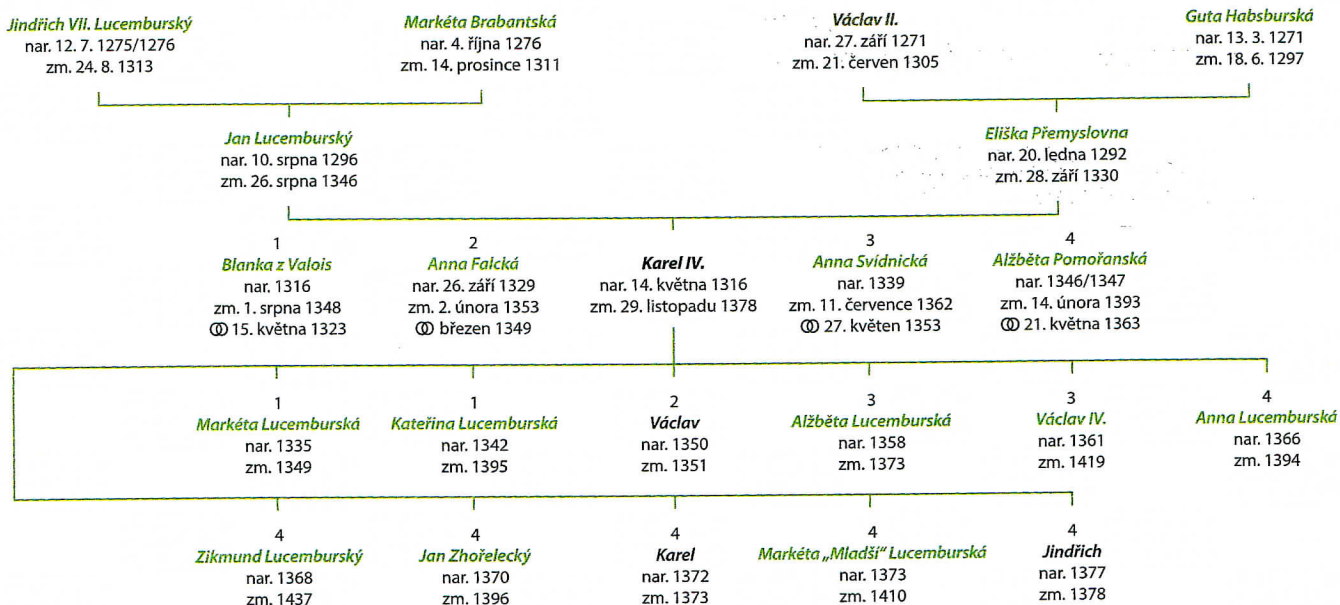 Jindřich VII. Lucemburský
nar. 12. 7. 1275/1276
zm. 24. 8. 1313
Markéta Brabantská
nar. 4. října 1276
zm. 14. prosince 1311
Václav II.
nar. 27. září 1271
zm. 21. červen 1305
Guta Habsburská
nar. 13. 3. 1271
zm. 18. 6. 1297
Jan Lucemburský
nar. 10. srpna 1296
zm. 26. srpna 1346
Eliška Přemyslovna
nar. 20. ledna 1292
zm. 28. září 1330
1
Blanka z Valois
nar. 1316
zm. 1. srpna 1348
⚭ 15. května 1323
2
Anna Falcká
nar. 26. září 1329
zm. 2. února 1353
⚭ březen 1349
Karel IV.
nar. 14. května 1316
zm. 29. listopadu 1378
3
Anna Svídnická
nar. 1339
zm. 11. července 1362
⚭ 27. květen 1353
4
Alžběta Pomořanská
nar. 1346/1347
zm. 14. února 1393
⚭ 21. května 1363
1
Markéta Lucemburská
nar. 1335
zm. 1349
1
Kateřina Lucemburská
nar. 1342
zm. 1395
2
Václav
nar. 1350
zm. 1351
3
Alžběta Lucemburská
nar. 1358
zm. 1373
3
Václav IV.
nar. 1361
zm. 1419
4
Anna Lucemburská
nar. 1366
zm. 1394
4
Zikmund Lucemburský
nar. 1368
zm. 1437
4
Jan Zhořelecký
nar. 1370
zm. 1396
4
Karel
nar. 1372
zm. 1373
4
Markéta „Mladší" Lucemburská
nar. 1373
zm. 1410
4
Jindřich
nar. 1377
zm. 1378